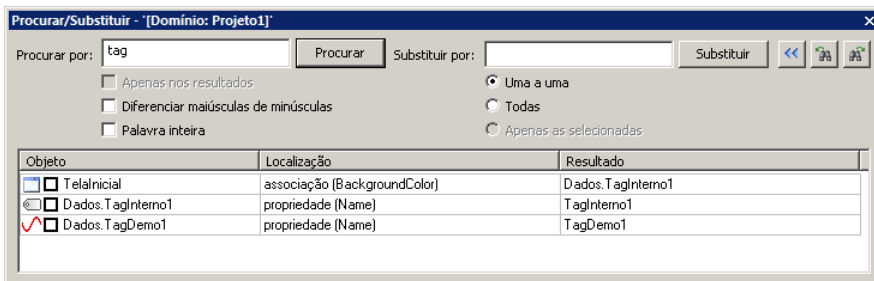 Procurar/Substituir - '[Domínio: Projeto1]'
Procurar por: tag Procurar Substituir por: Substituir
Apenas nos resultados Uma a uma
Diferenciar maiúsculas de minúsculas Todas
Palavra inteira Apenas as selecionadas
Objeto Localização Resultado
TelaInicial associação (BackgroundColor) Dados.TagInterno1
Dados.TagInterno1 propriedade (Name) TagInterno1
Dados.TagDemo1 propriedade (Name) TagDemo1